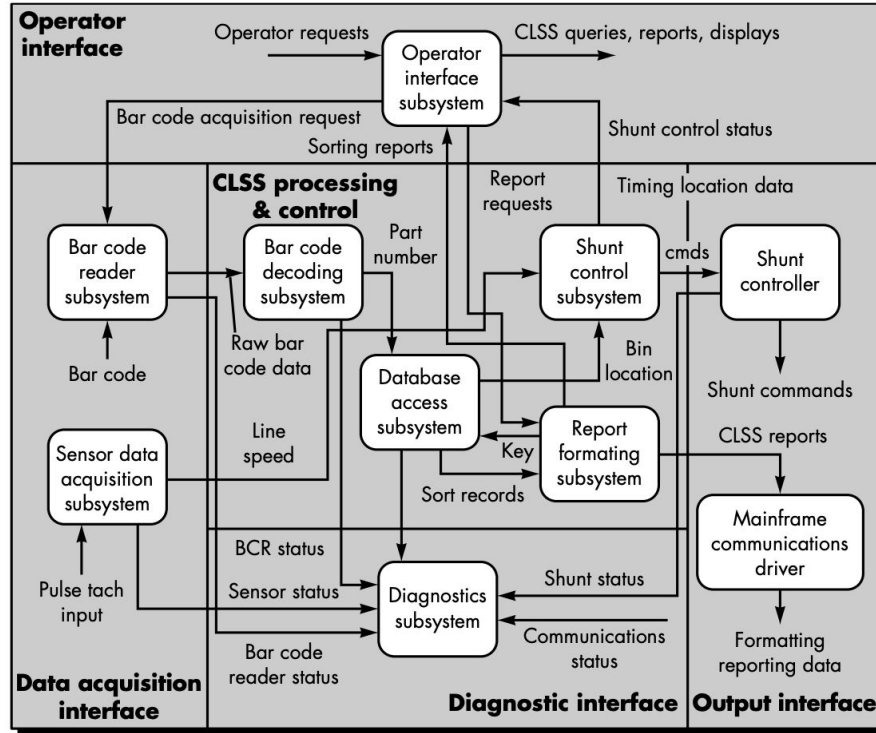 Operator
interface
Operator requests
Operator
interface
subsystem
CLSS queries, reports, displays
Bar code acquisition request
Sorting reports
Shunt control status
CLSS processing
& control
Report
requests
Timing location data
Bar code
reader
subsystem
Bar code
decoding
subsystem
Part
number
Shunt
control
subsystem
cmds
Shunt
controller
Raw bar
code data
Bar code
Bin
location
Shunt commands
Database
access
subsystem
Sensor data
acquisition
subsystem
Line
speed
Key
Report
formating
subsystem
CLSS reports
Sort records
Mainframe
communications
driver
BCR status
Pulse tach
input
Sensor status
Diagnostics
subsystem
Shunt status
Communications
status
Bar code
reader status
Formatting
reporting data
Data acquisition
interface
Diagnostic interface
Output interface